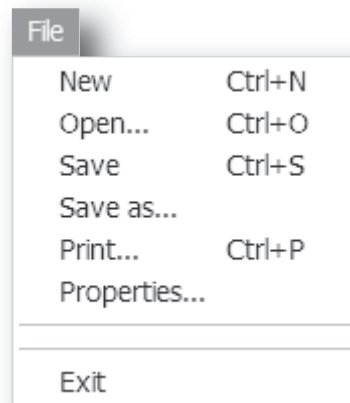 File
New Ctrl+N
Open... Ctrl+O
Save Ctrl+S
Save as...
Print... Ctrl+P
Properties...
Exit